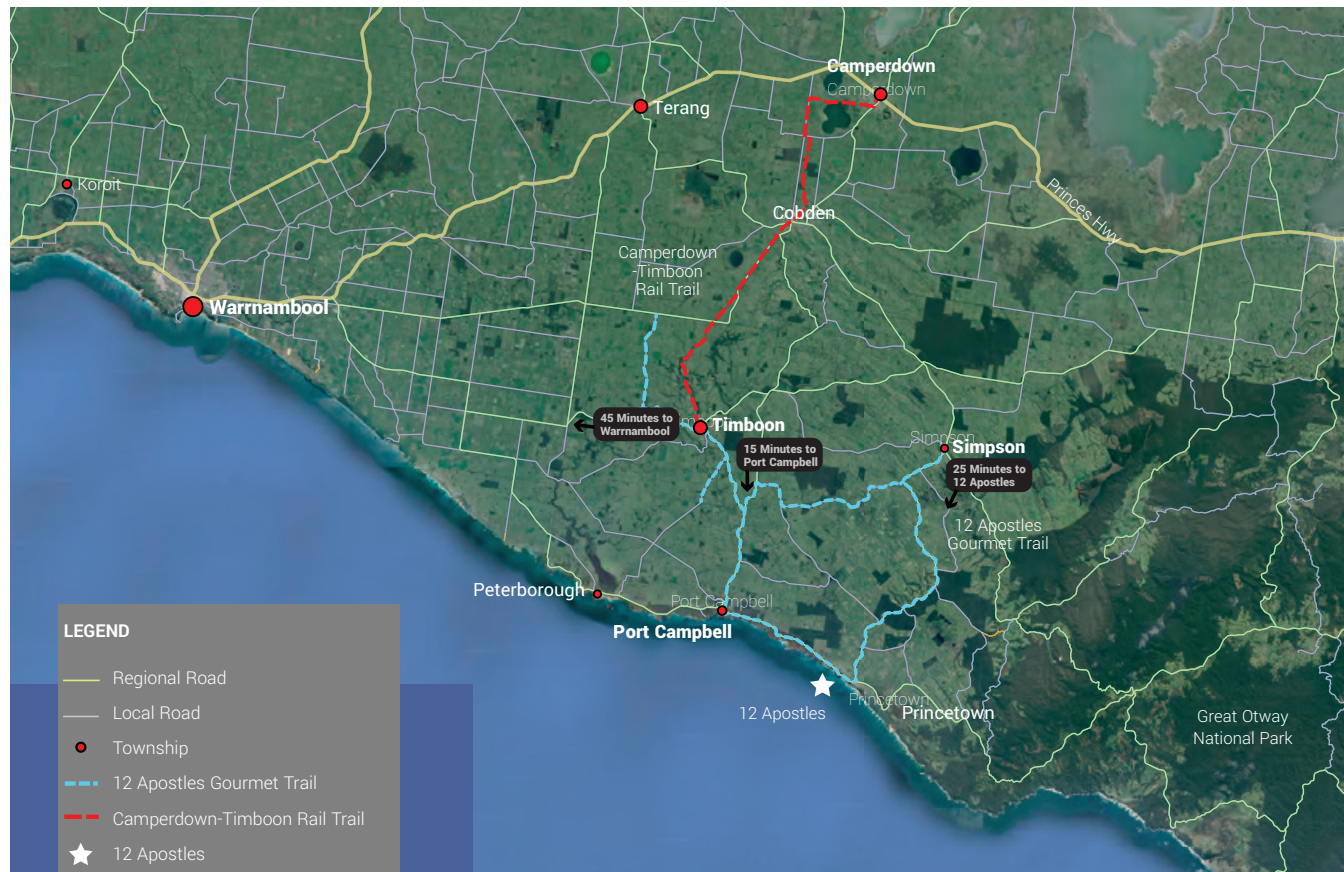 Camperdown
Camperdown
Terang
Koroit
Princes Hwy
Cobden
Camperdown
-Timboon
Rail Trail
Warrnambool
45 Minutes to
Warrnambool
Timboon
15 Minutes to
Port Campbell
Simpson
Simpson
25 Minutes to
12 Apostles
12 Apostles
Gourmet Trail
Peterborough
Port Campbell
Port Campbell
Princetown
12 Apostles
Princetown
Great Otway
National Park
LEGEND
Regional Road
Local Road
Township
12 Apostles Gourmet Trail
Camperdown-Timboon Rail Trail
12 Apostles